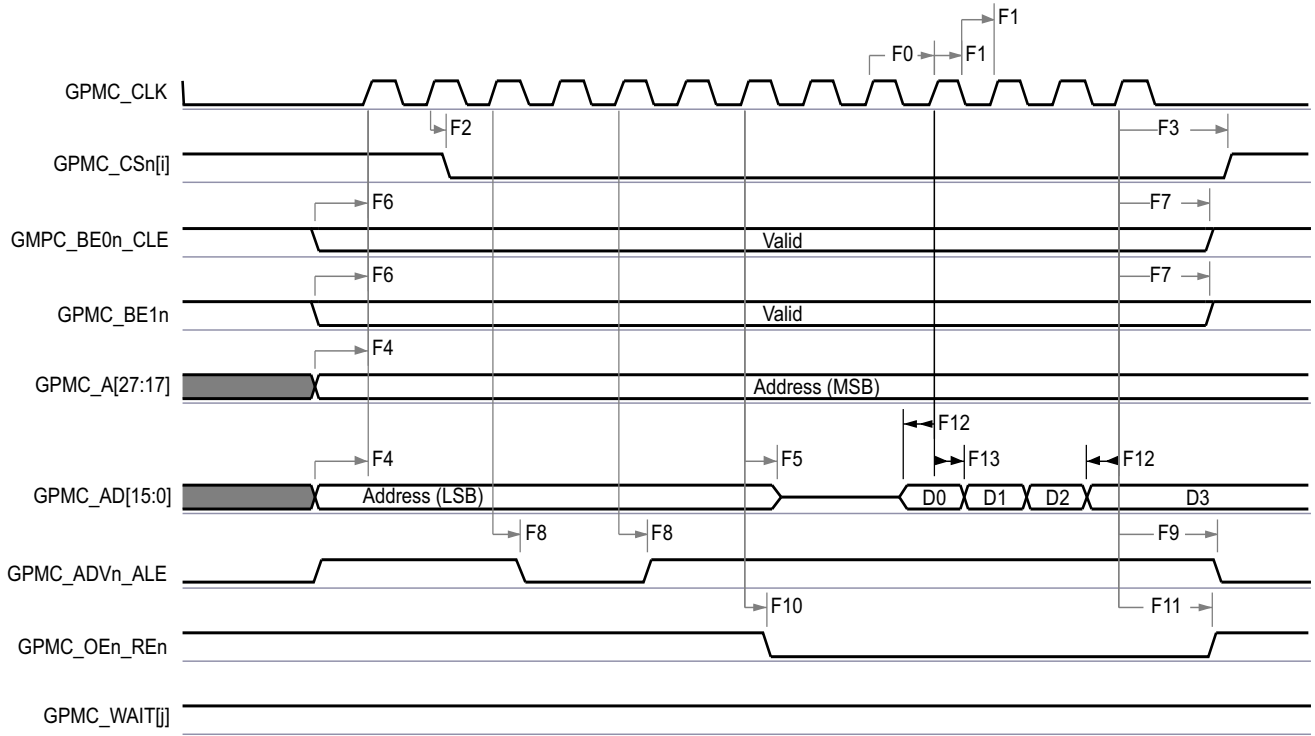 F1
F0
F1
GPMC_CLK
F2
F3
GPMC_CSn[i]
F6
F7
GMPC_BE0n_CLE
Valid
F6
F7
GPMC_BE1n
Valid
F4
GPMC_A[27:17]
Address (MSB)
F12
F4
F5
F13
F12
GPMC_AD[15:0]
Address (LSB)
D0
D1
D2
D3
F8
F8
F9
GPMC_ADVn_ALE
F10
F11
GPMC_OEn_REn
GPMC_WAIT[j]